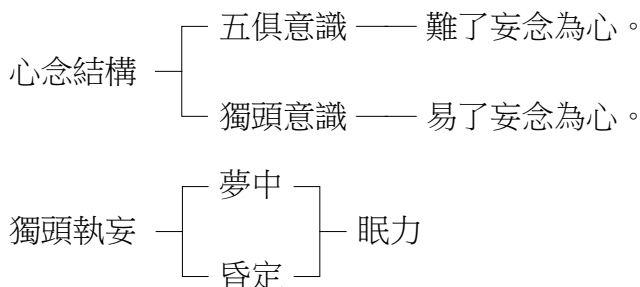 五俱意識 —— 難了妄念為心。
心念結構
獨頭意識 —— 易了妄念為心。
夢中
獨頭執妄
眠力
昏定